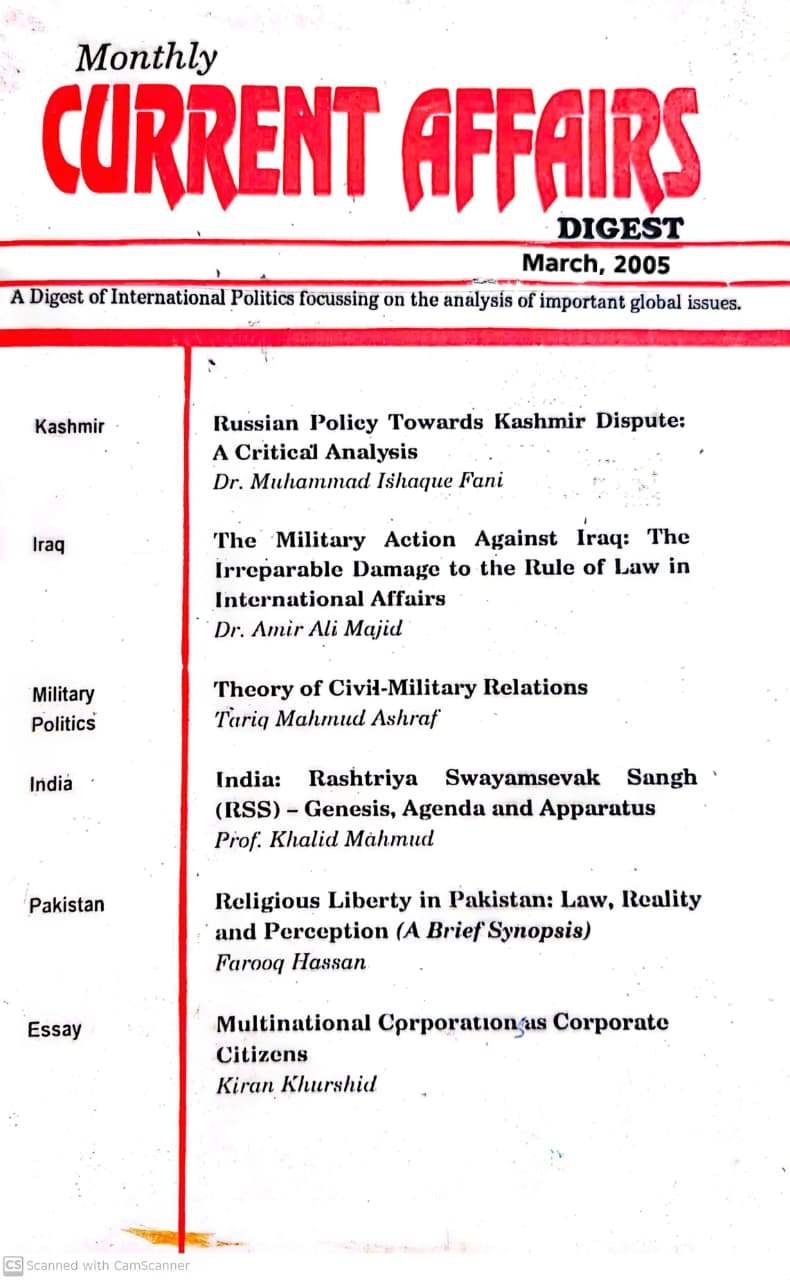 Monthly
CURRENT AFFAIRS
DIGEST
March, 2005
A Digest of International Politics focussing on the analysis of important global issues.
Kashmir
Russian Policy Towards Kashmir Dispute:
A Critical Analysis
Dr. Muhammad Ishaque Fani
Iraq
The Military Action Against Iraq: The
Irreparable Damage to the Rule of Law in
International Affairs
Dr. Amir Ali Majid
Military
Politics
Theory of Civil-Military Relations
Tariq Mahmud Ashraf
India
India: Rashtriya Swayamsevak Sangh
(RSS) – Genesis, Agenda and Apparatus
Prof. Khalid Mahmud
Pakistan
Religious Liberty in Pakistan: Law, Reality
and Perception (A Brief Synopsis)
Farooq Hassan
Essay
Multinational Corporations as Corporate
Citizens
Kiran Khurshid
CS Scanned with CamScanner